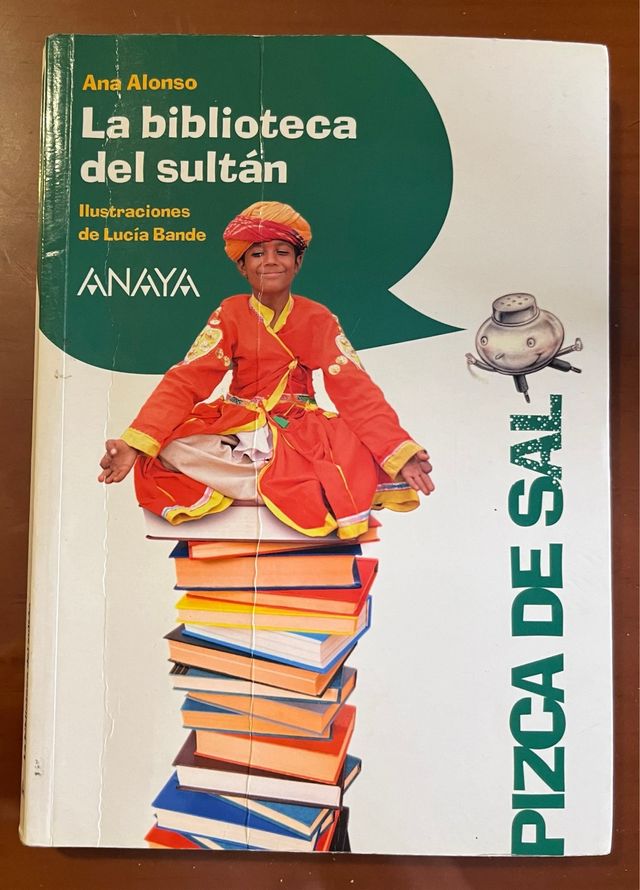 Ana Alonso
La biblioteca
del sultán
Ilustraciones
de Lucía Bande
ANAYA
PIZCA DE SAL